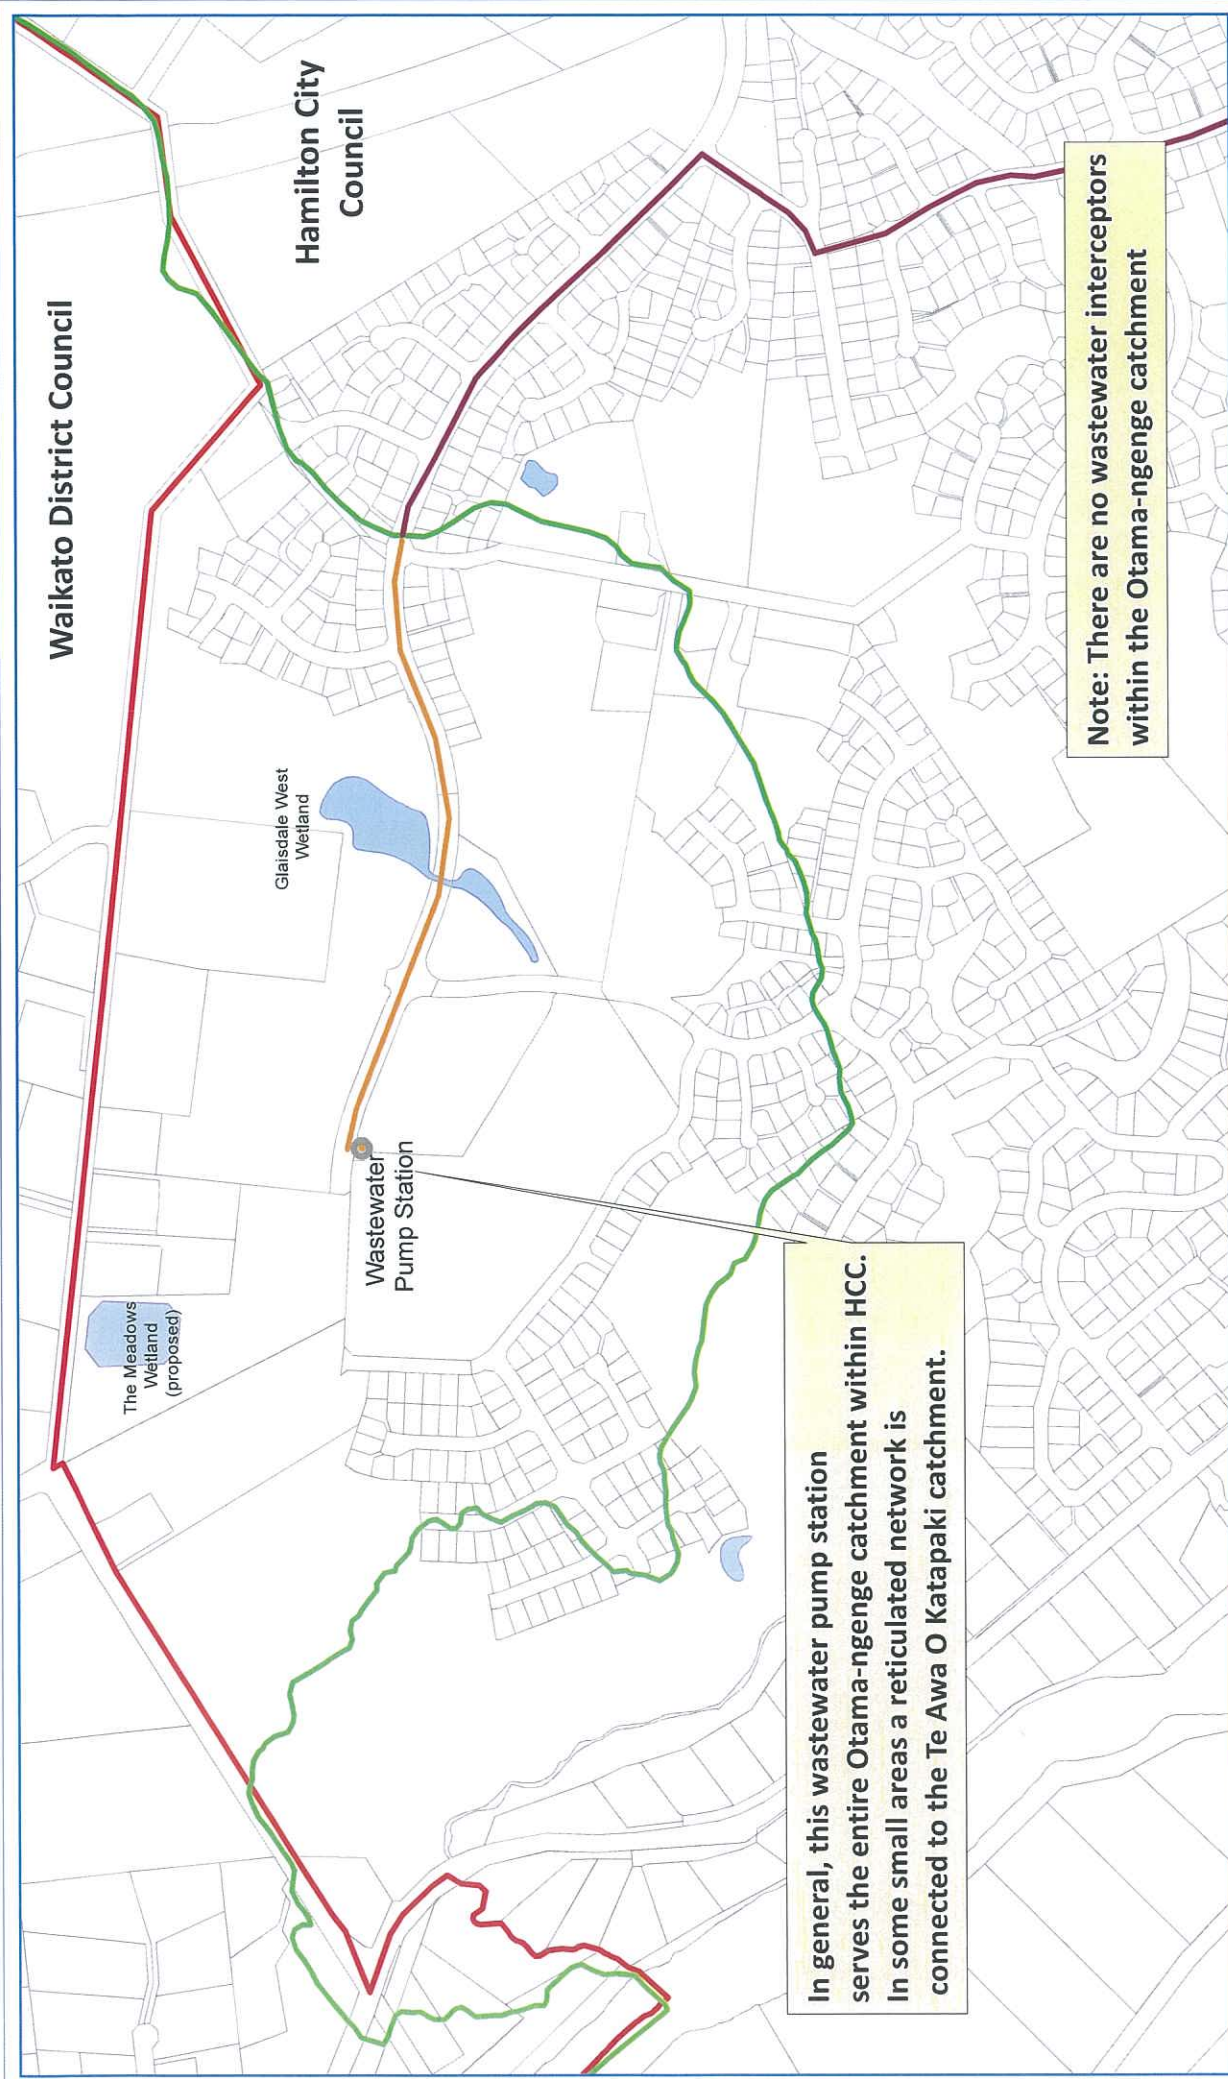 Waikato District Council
Hamilton City
Council
Glaisdale West
Wetland
The Meadows
Wetland
(proposed)
Wastewater
Pump Station
In general, this wastewater pump station
serves the entire Otama-ngenge catchment within HCC.
In some small areas a reticulated network is
connected to the Te Awa O Katapaki catchment.
Note: There are no wastewater interceptors
within the Otama-ngenge catchment